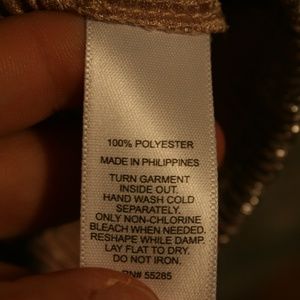 100% POLYESTER
MADE IN PHILIPPINES
TURN GARMENT
INSIDE OUT.
HAND WASH COLD
SEPARATELY.
ONLY NON-CHLORINE
BLEACH WHEN NEEDED.
RESHAPE WHILE DAMP.
LAY FLAT TO DRY.
DO NOT IRON.
RN# 55285